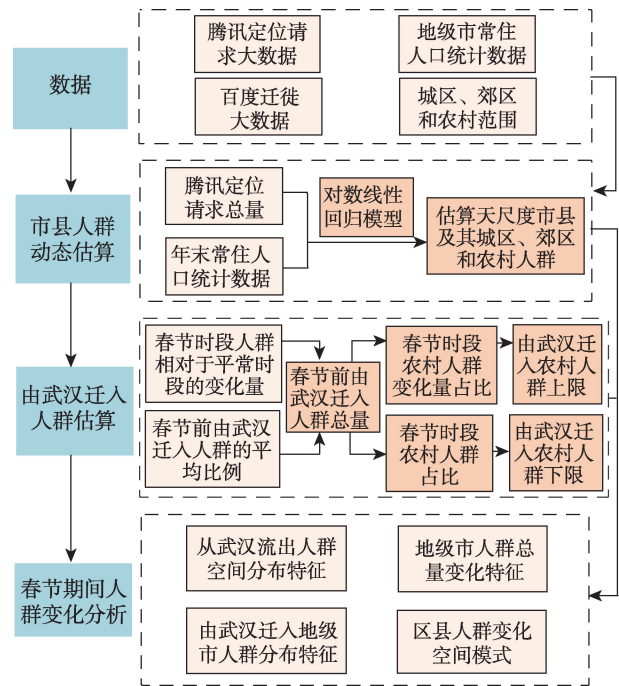 数据
腾讯定位请
求大数据
地级市常住
人口统计数据
百度迁徙
大数据
城区、郊区
和农村范围
市县人群
动态估算
腾讯定位
请求总量
年末常住人
口统计数据
对数线性
回归模型
估算天尺度市县
及其城区、郊区
和农村人群
由武汉迁入
人群估算
春节时段人群
相对于平常时
段的变化量
春节前由武汉
迁入人群的平
均比例
春节前由
武汉迁入
人群总量
春节时段
农村人群
变化量占比
由武汉迁
入农村人
群上限
春节时段
农村人群
占比
由武汉迁
入农村人
群下限
春节期间人
群变化分析
从武汉流出人群
空间分布特征
地级市人群总
量变化特征
由武汉迁入地级
市人群分布特征
区县人群变化
空间模式